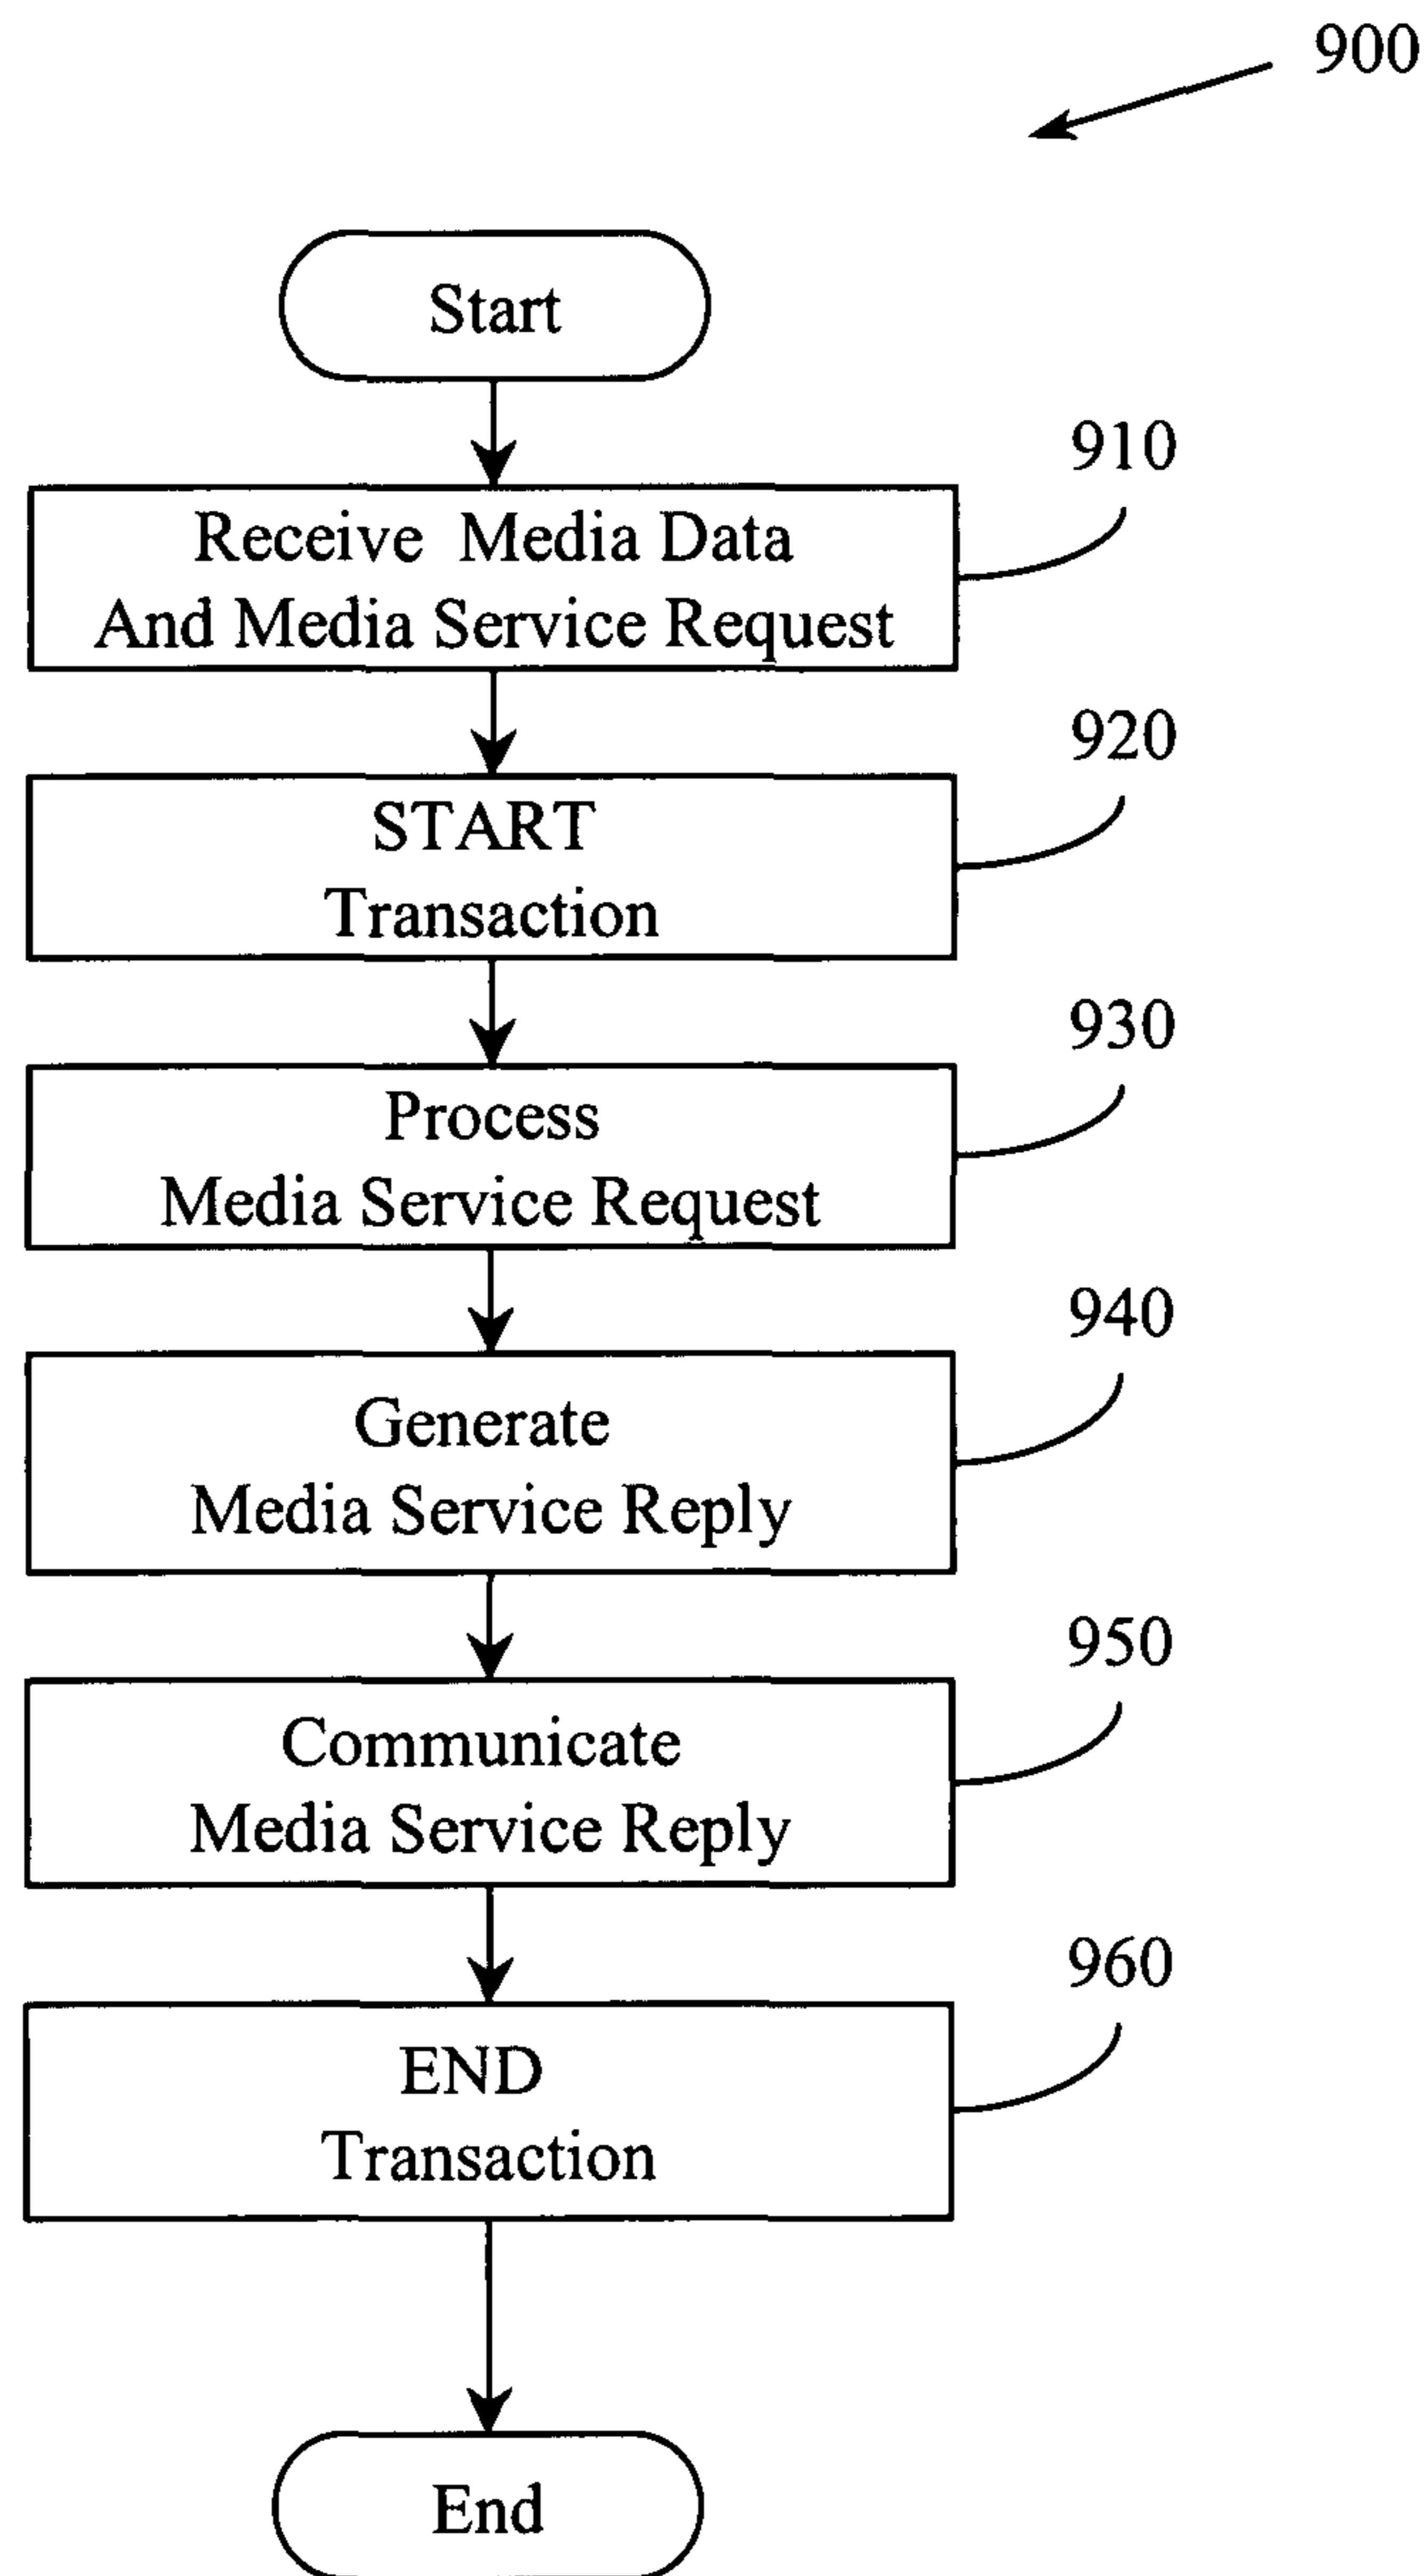 900
Start
910
Receive Media Data
And Media Service Request
920
START
Transaction
930
Process
Media Service Request
940
Generate
Media Service Reply
950
Communicate
Media Service Reply
960
END
Transaction
End